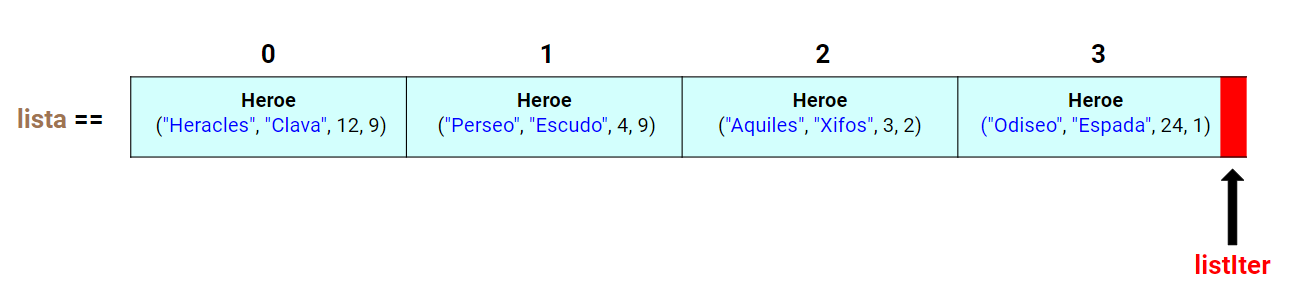 0 1 2 3
lista ==
Heroe
("Heracles", "Clava", 12, 9)
Heroe
("Perseo", "Escudo", 4, 9)
Heroe
("Aquiles", "Xifos", 3, 2)
Heroe
("Odiseo", "Espada", 24, 1)
listIter